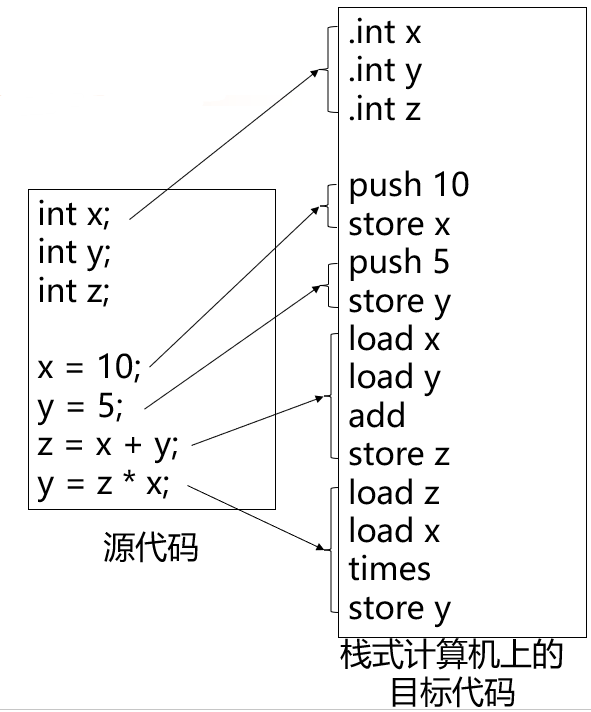 int x;
int y;
int z;
x = 10;
y = 5;
z = x + y;
y = z * x;
源代码
.int x
.int y
.int z
push 10
store x
push 5
store y
load x
load y
add
store z
load z
load x
times
store y
栈式计算机上的
目标代码